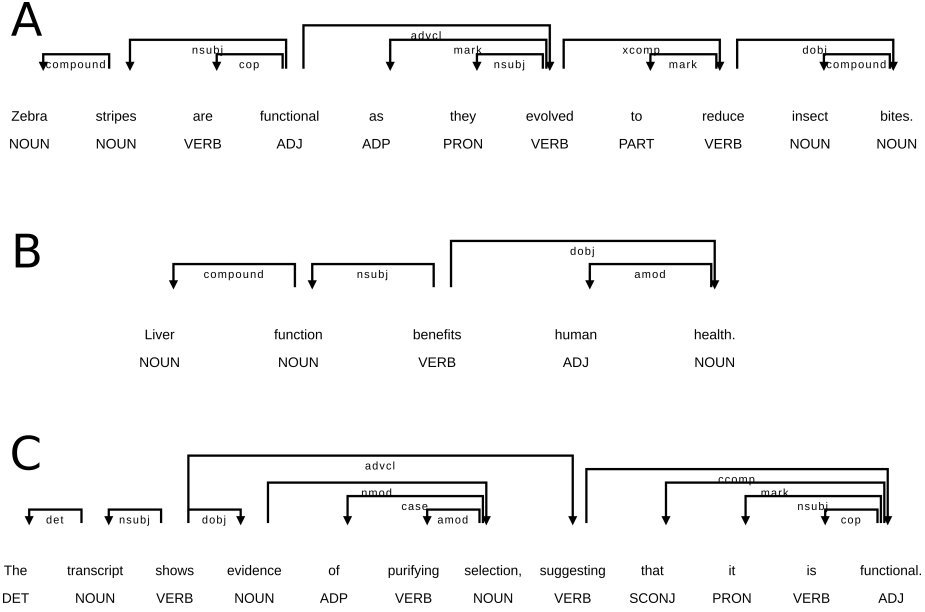 A
advcl
nsubj mark xcomp dobj
compound cop nsubj mark compound
Zebra stripes are functional as they evolved to reduce insect bites.
NOUN NOUN VERB ADJ ADP PRON VERB PART VERB NOUN NOUN
B
dobj
compound nsubj amod
Liver function benefits human health.
NOUN NOUN VERB ADJ NOUN
C
advcl
ccomp
nmod mark
case nsubj
det nsubj dobj amod cop
The transcript shows evidence of purifying selection, suggesting that it is functional.
DET NOUN VERB NOUN ADP VERB NOUN VERB SCONJ PRON VERB ADJ